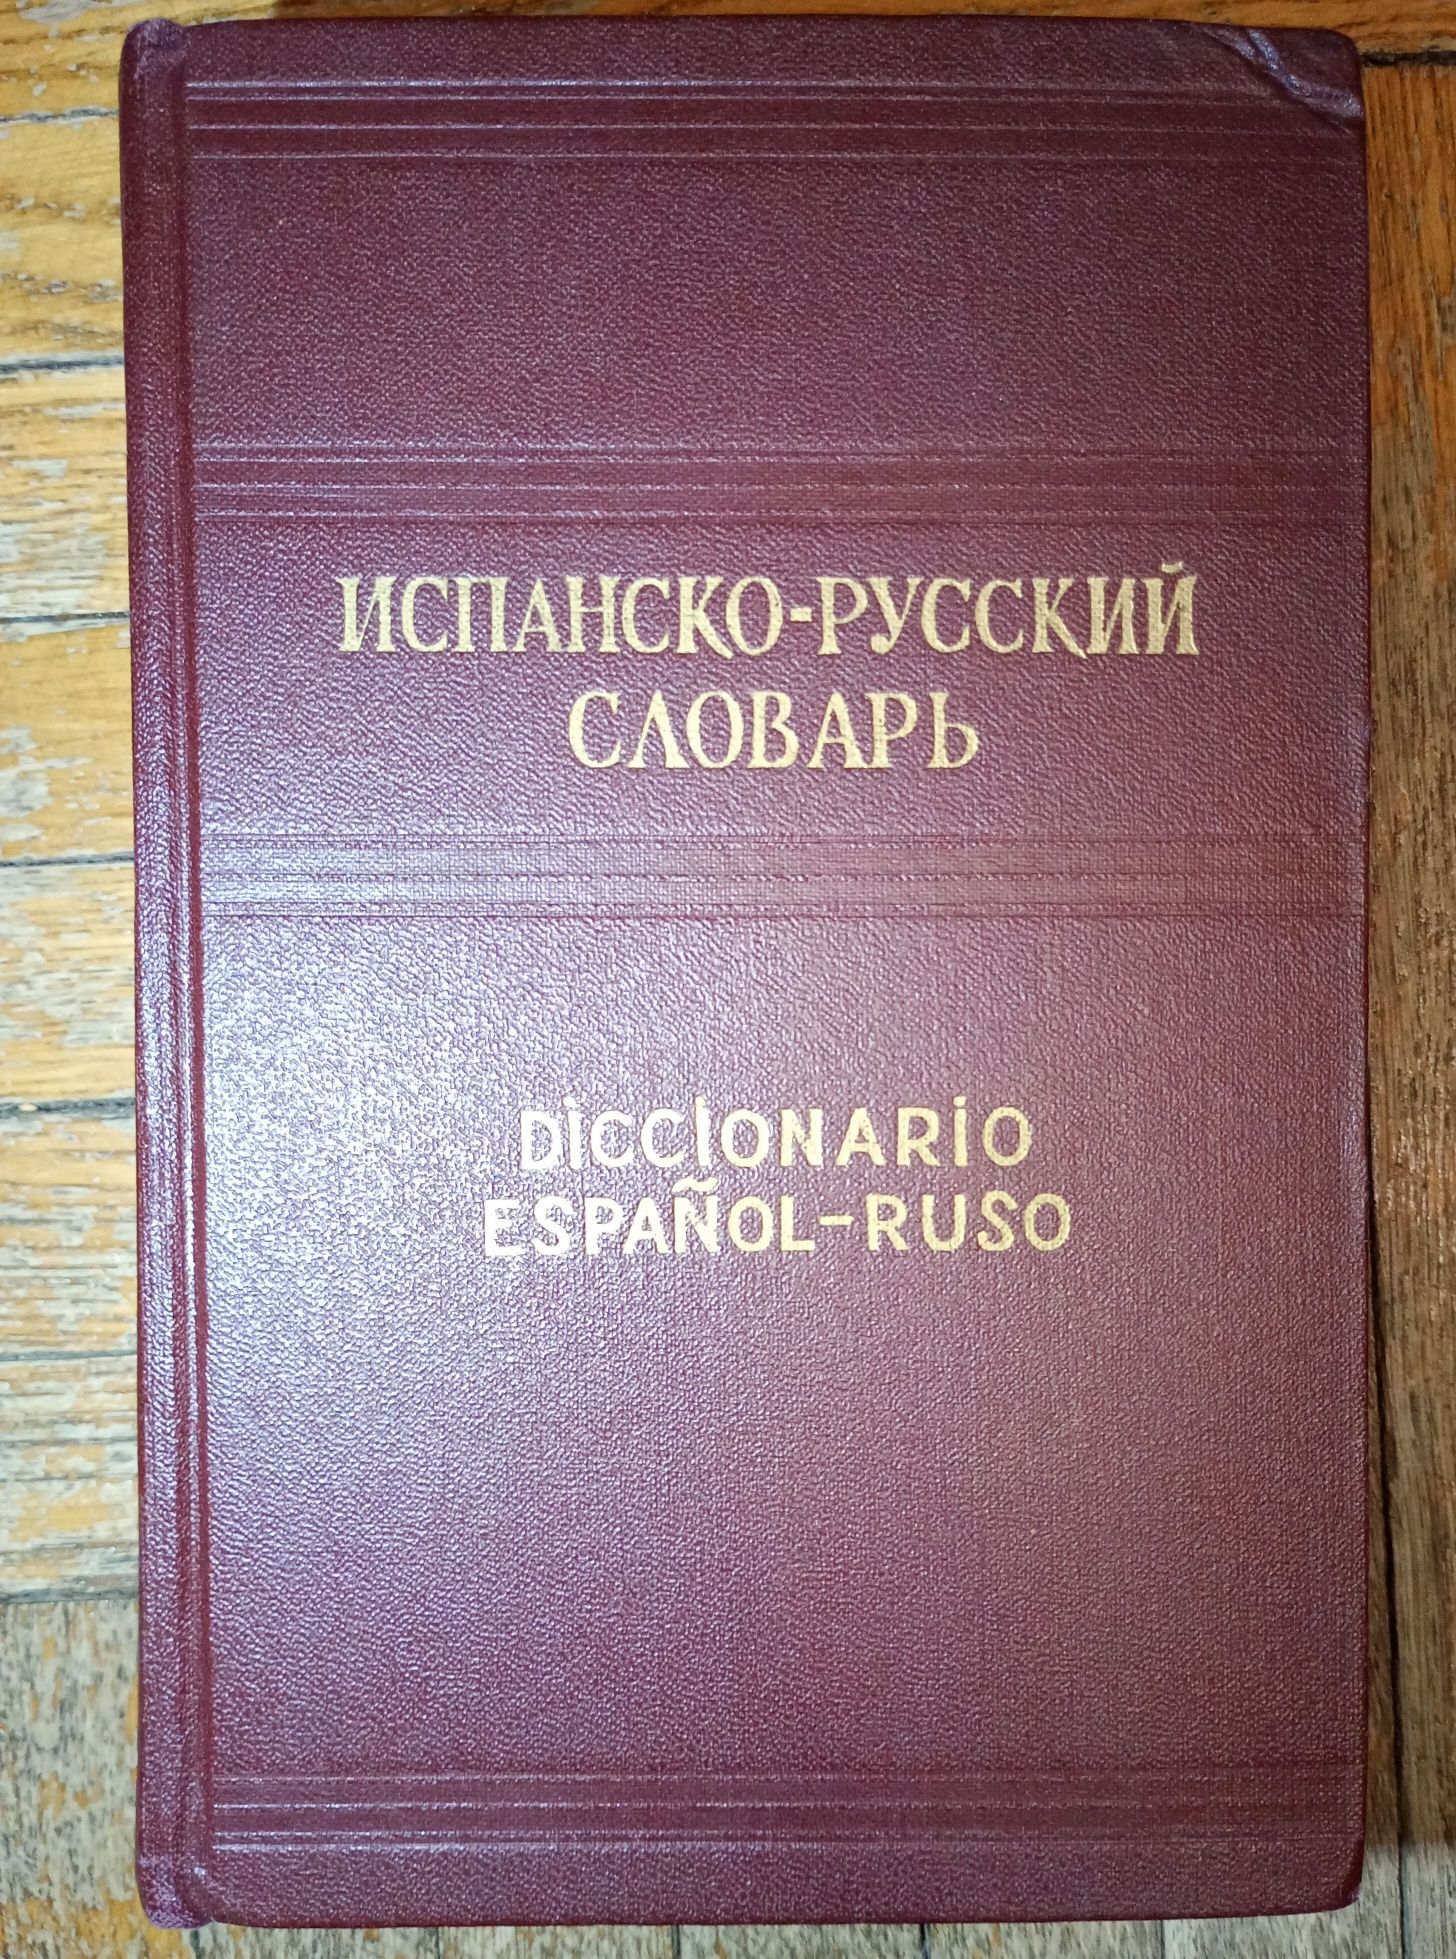 ИСПАНСКО-РУССКИЙ
СЛОВАРЬ
DICCIONARIO
ESPAÑOL-RUSO